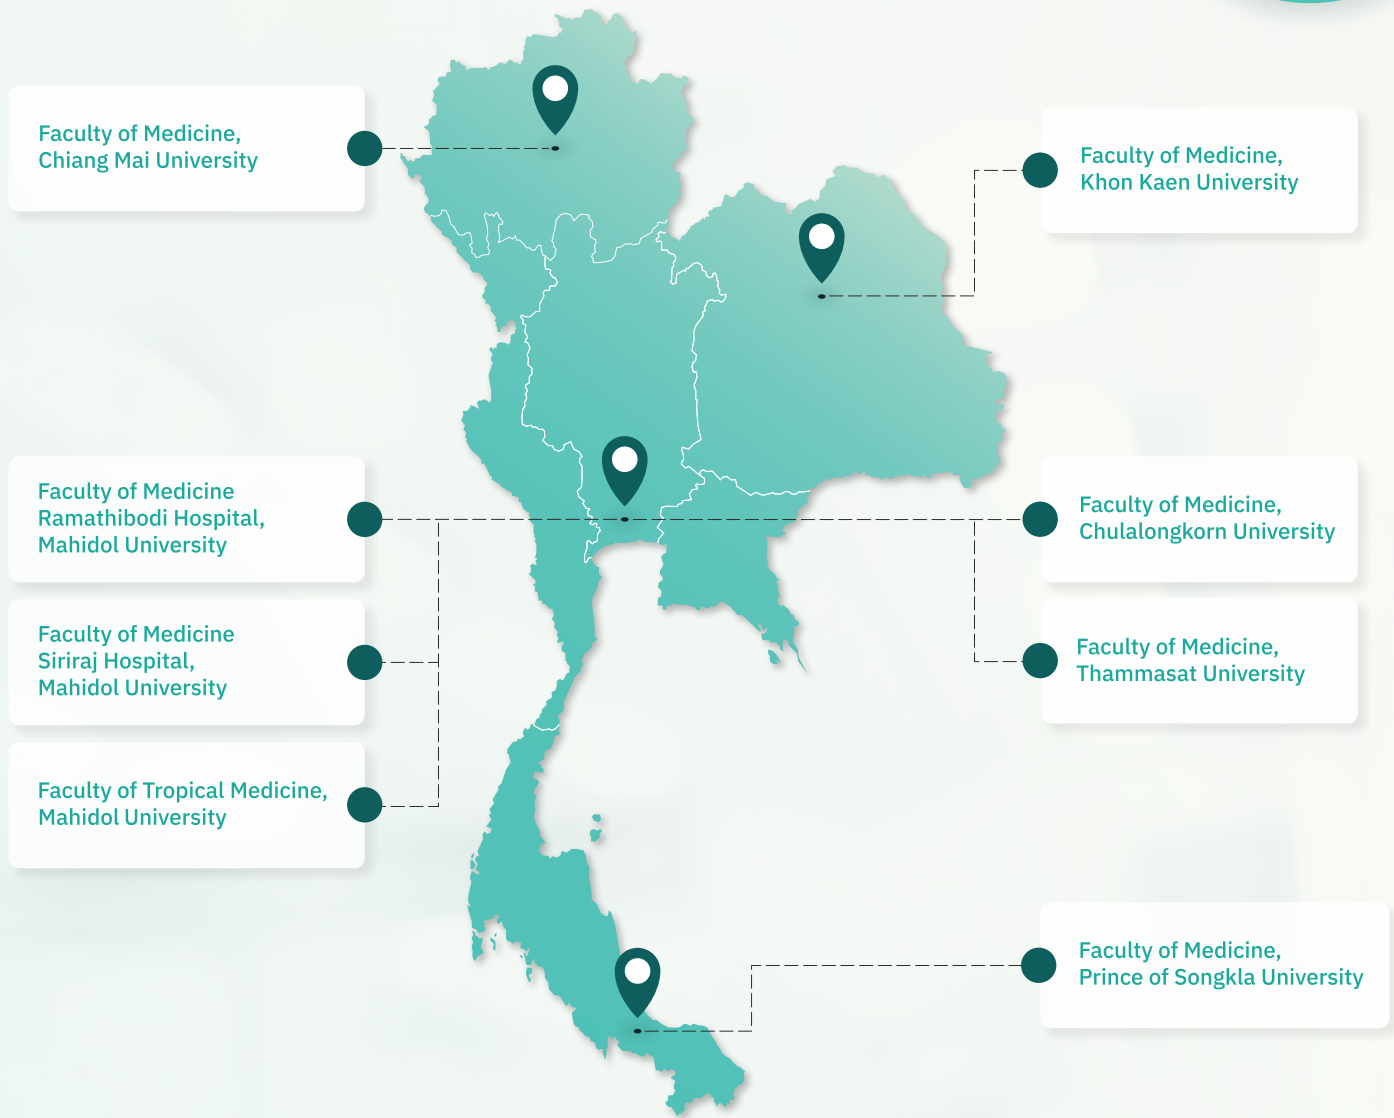 Faculty of Medicine,
Chiang Mai University
Faculty of Medicine,
Khon Kaen University
Faculty of Medicine
Ramathibodi Hospital,
Mahidol University
Faculty of Medicine,
Chulalongkorn University
Faculty of Medicine
Siriraj Hospital,
Mahidol University
Faculty of Medicine,
Thammasat University
Faculty of Tropical Medicine,
Mahidol University
Faculty of Medicine,
Prince of Songkla University